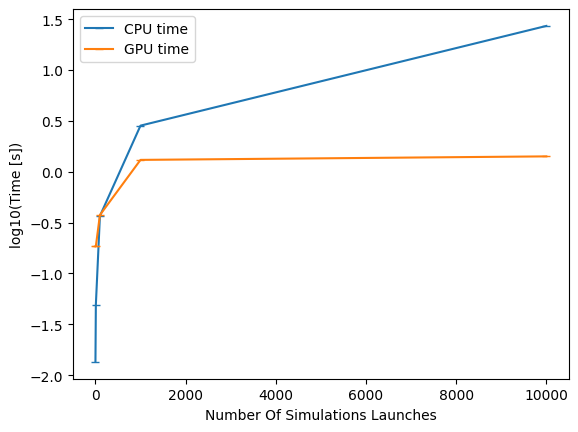 CPU time
GPU time
1.5
1.0
0.5
0.0
−0.5
−1.0
−1.5
−2.0
log10(Time [s])
0 2000 4000 6000 8000 10000
Number Of Simulations Launches